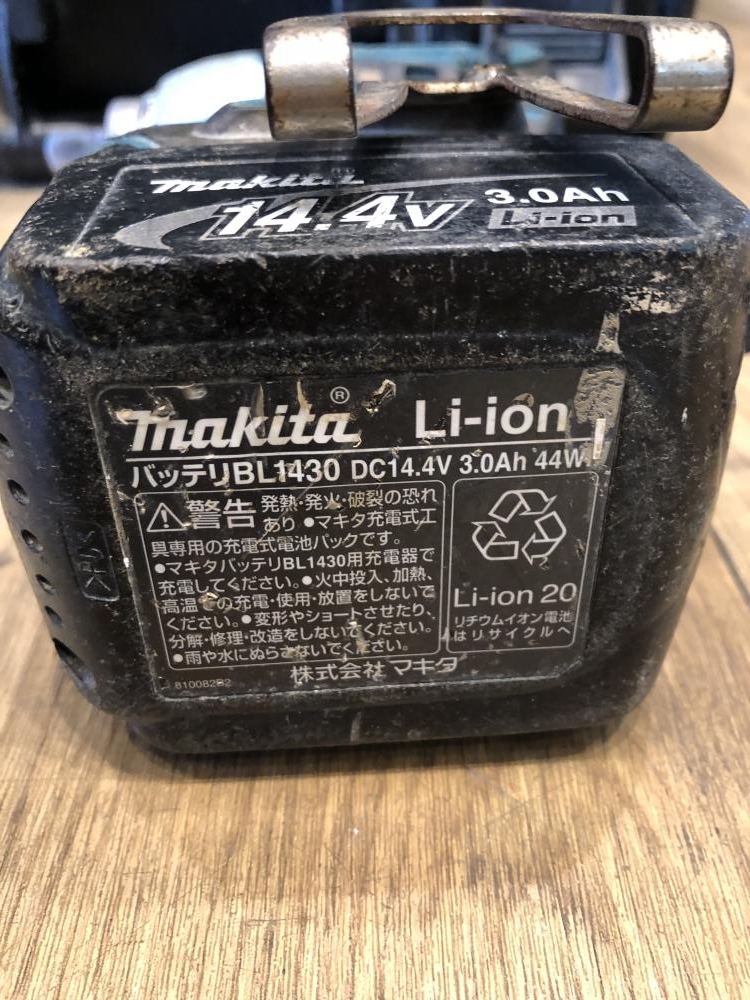 makita
14.4V 3.0Ah
Li-ion
makita® Li-ion
バッテリBL1430 DC14.4V 3.0Ah 44W
警告 発熱・発火・破裂の恐れ
あり ●マキタ充電式工
具専用の充電式電池パックです。
●マキタバッテリBL1430用充電器で
充電してください。●火中投入、加熱、
高温での充電・使用・放置をしないで
ください。●変形やショートさせたり、
分解・修理・改造をしないでください。
●雨や水にぬらさないでください。
Li-ion 20
リチウムイオン電池
はリサイクルへ
株式会社マキタ